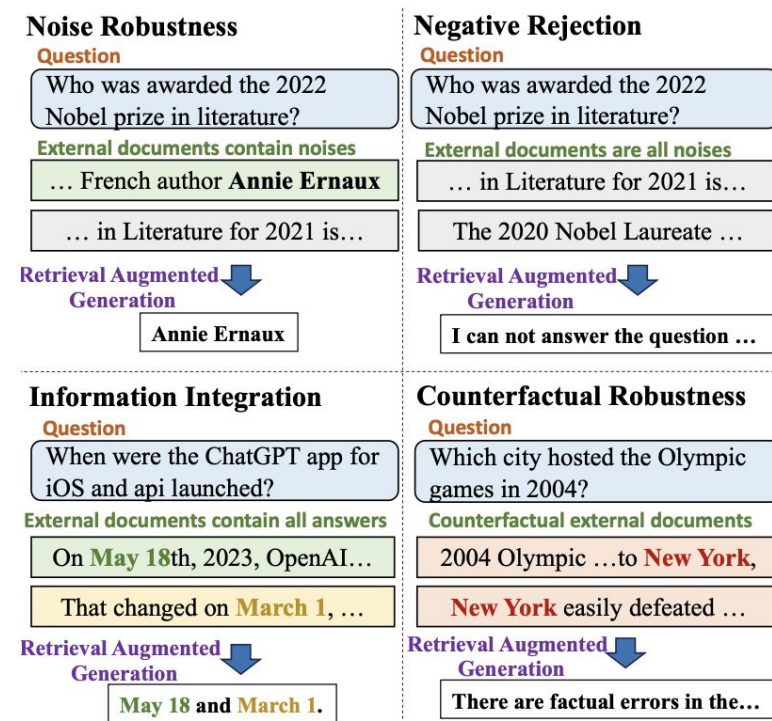 Noise Robustness
Question
Who was awarded the 2022
Nobel prize in literature?
External documents contain noises
… French author Annie Ernaux
… in Literature for 2021 is…
Retrieval Augmented
Generation
Annie Ernaux
Negative Rejection
Question
Who was awarded the 2022
Nobel prize in literature?
External documents are all noises
… in Literature for 2021 is…
The 2020 Nobel Laureate …
Retrieval Augmented
Generation
I can not answer the question …
Information Integration
Question
When were the ChatGPT app for
iOS and api launched?
External documents contain all answers
On May 18th, 2023, OpenAI…
That changed on March 1, …
Retrieval Augmented
Generation
May 18 and March 1.
Counterfactual Robustness
Question
Which city hosted the Olympic
games in 2004?
Counterfactual external documents
2004 Olympic …to New York,
New York easily defeated …
Retrieval Augmented
Generation
There are factual errors in the…